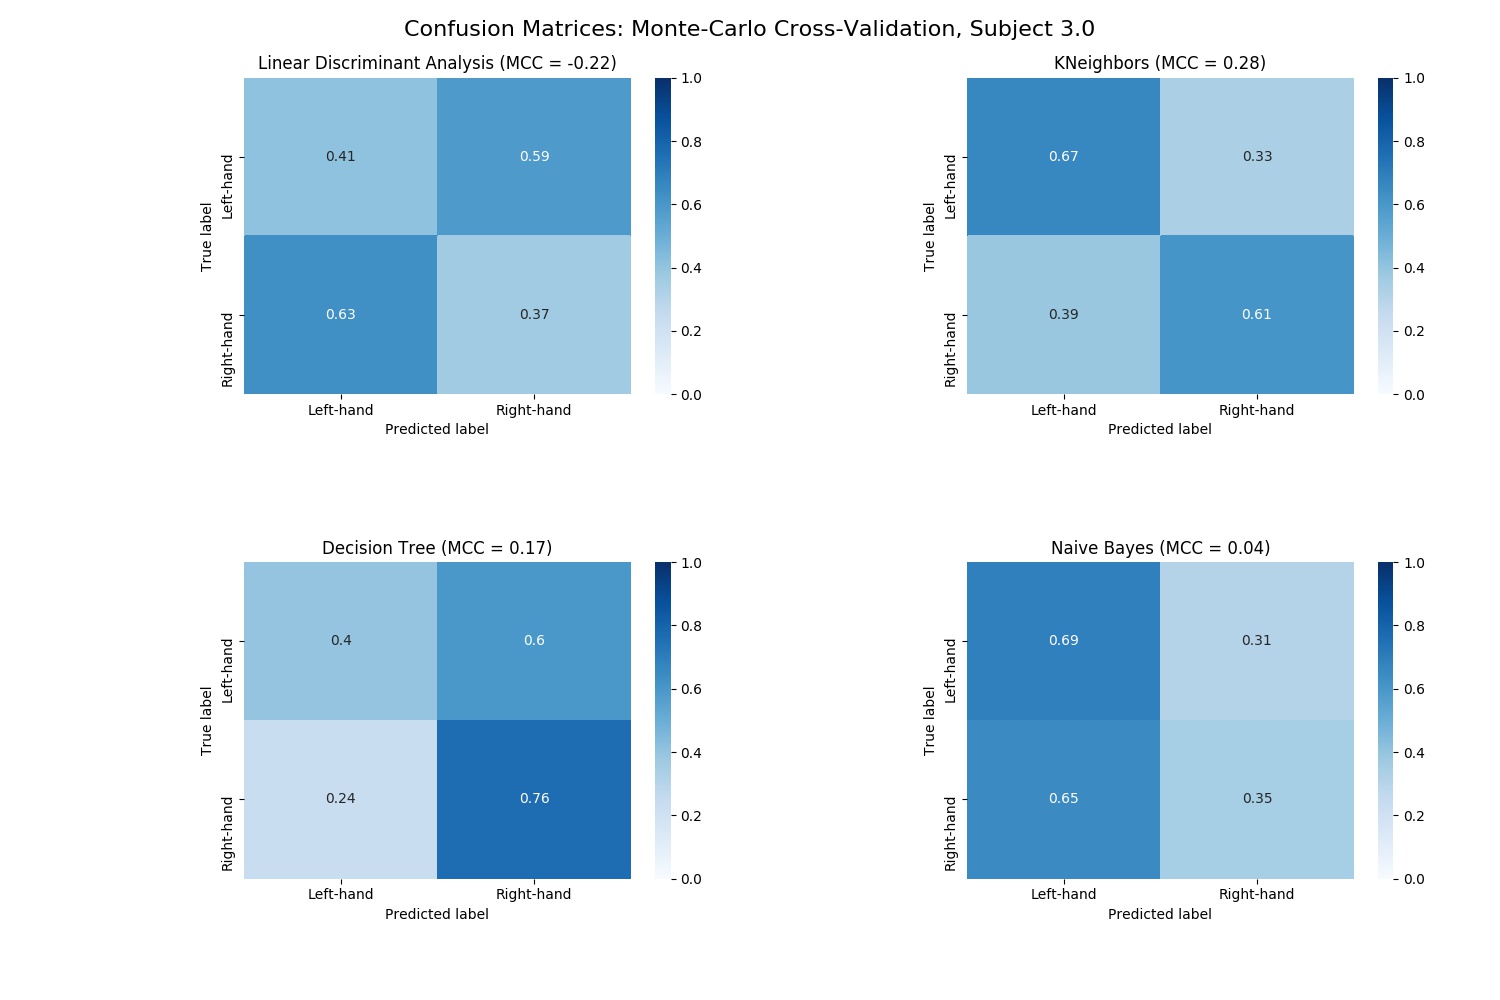 Confusion Matrices: Monte-Carlo Cross-Validation, Subject 3.0
Linear Discriminant Analysis (MCC = -0.22)
True label
Left-hand
Right-hand
0.41
0.59
0.63
0.37
Left-hand
Right-hand
Predicted label
1.0
0.8
0.6
0.4
0.2
0.0
KNeighbors (MCC = 0.28)
True label
Left-hand
Right-hand
0.67
0.33
0.39
0.61
Left-hand
Right-hand
Predicted label
1.0
0.8
0.6
0.4
0.2
0.0
Decision Tree (MCC = 0.17)
True label
Left-hand
Right-hand
0.4
0.6
0.24
0.76
Left-hand
Right-hand
Predicted label
1.0
0.8
0.6
0.4
0.2
0.0
Naive Bayes (MCC = 0.04)
True label
Left-hand
Right-hand
0.69
0.31
0.65
0.35
Left-hand
Right-hand
Predicted label
1.0
0.8
0.6
0.4
0.2
0.0